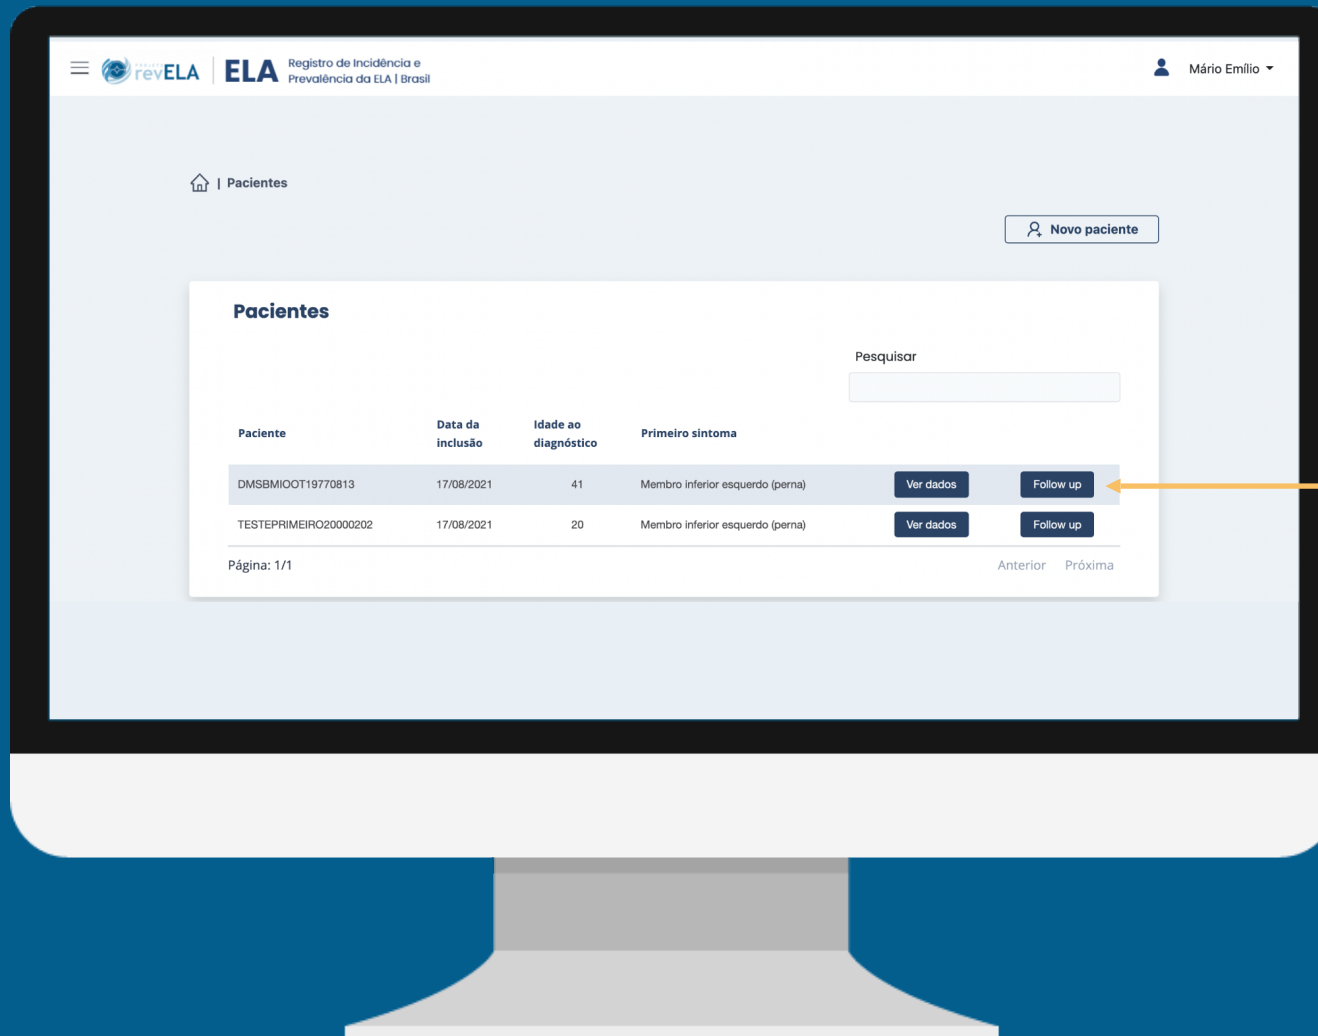 PROJETO
revELA
ELA
Registro de Incidência e
Prevalência da ELA | Brasil
Mário Emílio
| Pacientes
Novo paciente
Pacientes
Pesquisar
Paciente
Data da inclusão
Idade ao diagnóstico
Primeiro sintoma
DMSBMIOOT19770813 17/08/2021 41 Membro inferior esquerdo (perna) Ver dados Follow up
TESTEPRIMEIRO20000202 17/08/2021 20 Membro inferior esquerdo (perna) Ver dados Follow up
Página: 1/1
Anterior Próxima